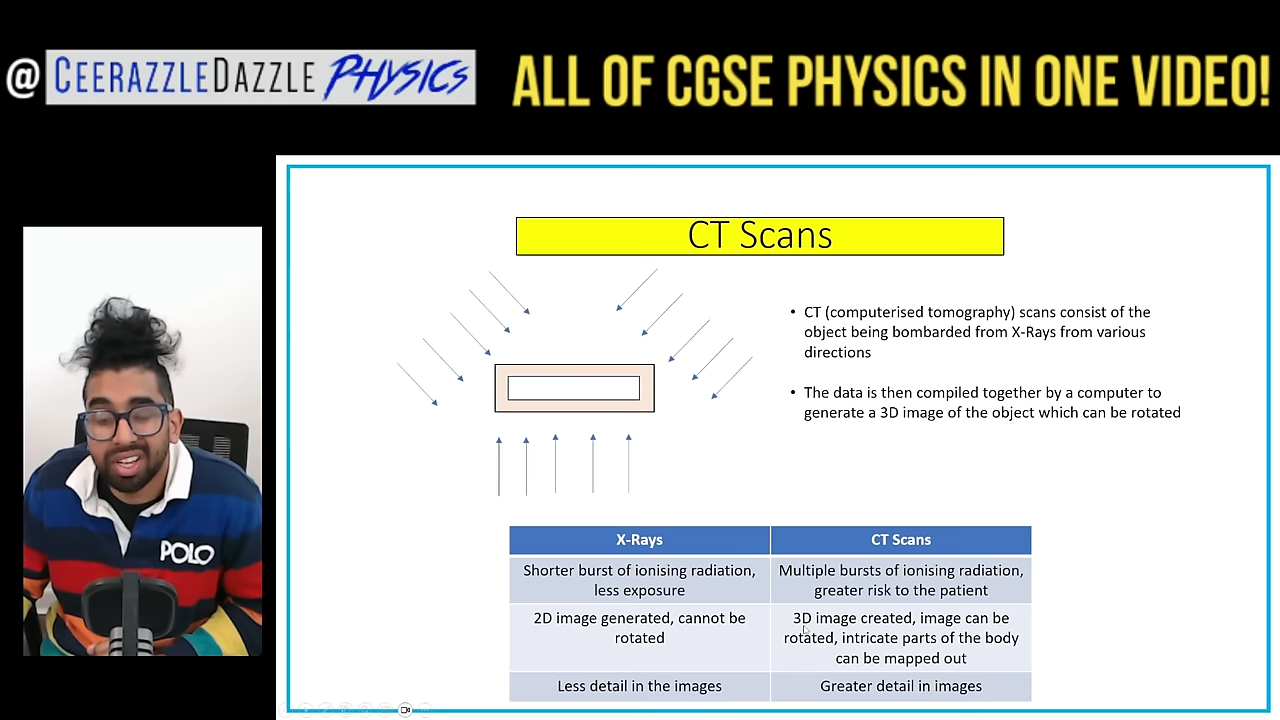 @ CEERAZZLEDAZZLE PHYSICS
ALL OF CGSE PHYSICS IN ONE VIDEO!
CT Scans
• CT (computerised tomography) scans consist of the
object being bombarded from X-Rays from various
directions
• The data is then compiled together by a computer to
generate a 3D image of the object which can be rotated
POLO
X-Rays
CT Scans
Shorter burst of ionising radiation,
less exposure
Multiple bursts of ionising radiation,
greater risk to the patient
2D image generated, cannot be
rotated
3D image created, image can be
rotated, intricate parts of the body
can be mapped out
Less detail in the images
Greater detail in images